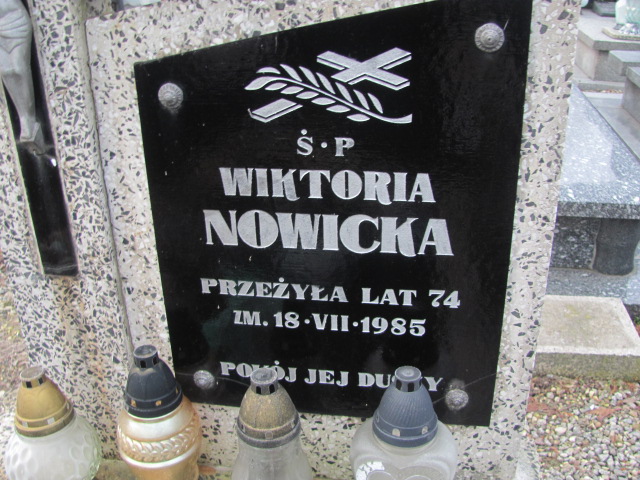 Ś·P
WIKTORIA
NOWICKA
PRZEŻYŁA LAT 74
ZM. 18·VII·1985
POKÓJ JEJ DUSZY